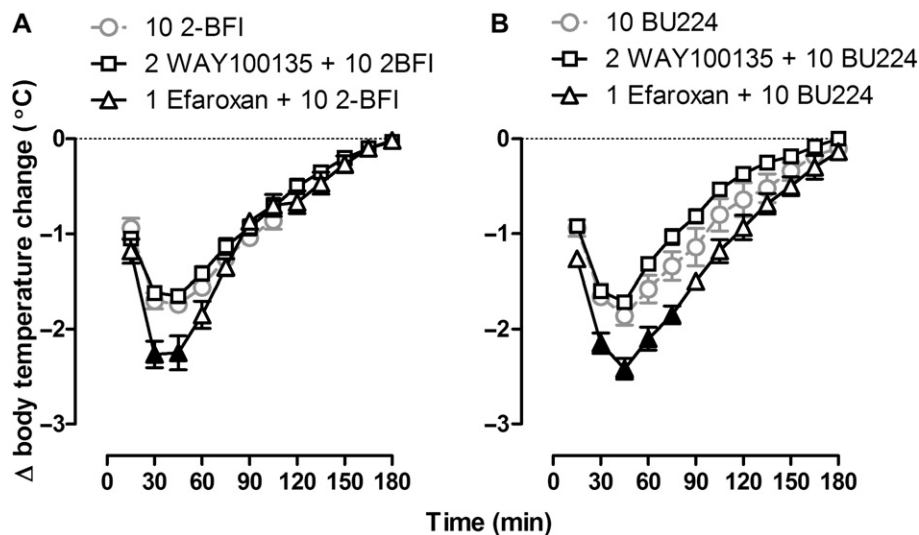 A
10 2-BFI
2 WAY100135 + 10 2BFI
1 Efaroxan + 10 2-BFI
B
10 BU224
2 WAY100135 + 10 BU224
1 Efaroxan + 10 BU224
Δ body temperature change (°C)
0
−1
−2
−3
0 30 60 90 120 150 180
0
−1
−2
−3
0 30 60 90 120 150 180
Time (min)